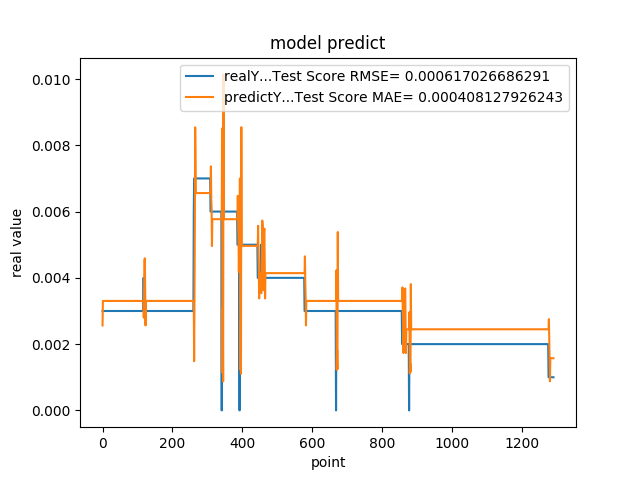 model predict
realY...Test Score RMSE= 0.000617026686291
predictY...Test Score MAE= 0.000408127926243
0.010
0.008
0.006
0.004
0.002
0.000
real value
0 200 400 600 800 1000 1200
point